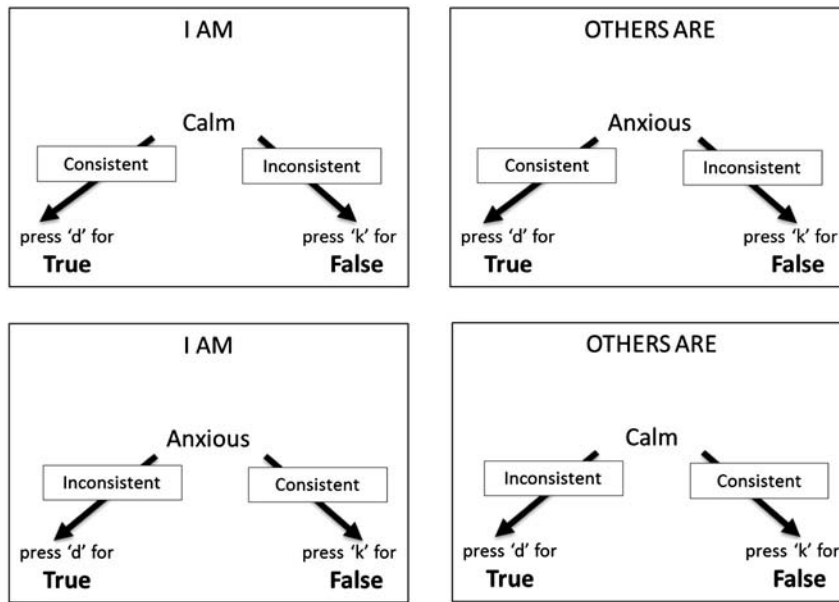 I AM
Calm
Consistent
Inconsistent
press ‘d’ for
True
press ‘k’ for
False
OTHERS ARE
Anxious
Consistent
Inconsistent
press ‘d’ for
True
press ‘k’ for
False
I AM
Anxious
Inconsistent
Consistent
press ‘d’ for
True
press ‘k’ for
False
OTHERS ARE
Calm
Inconsistent
Consistent
press ‘d’ for
True
press ‘k’ for
False